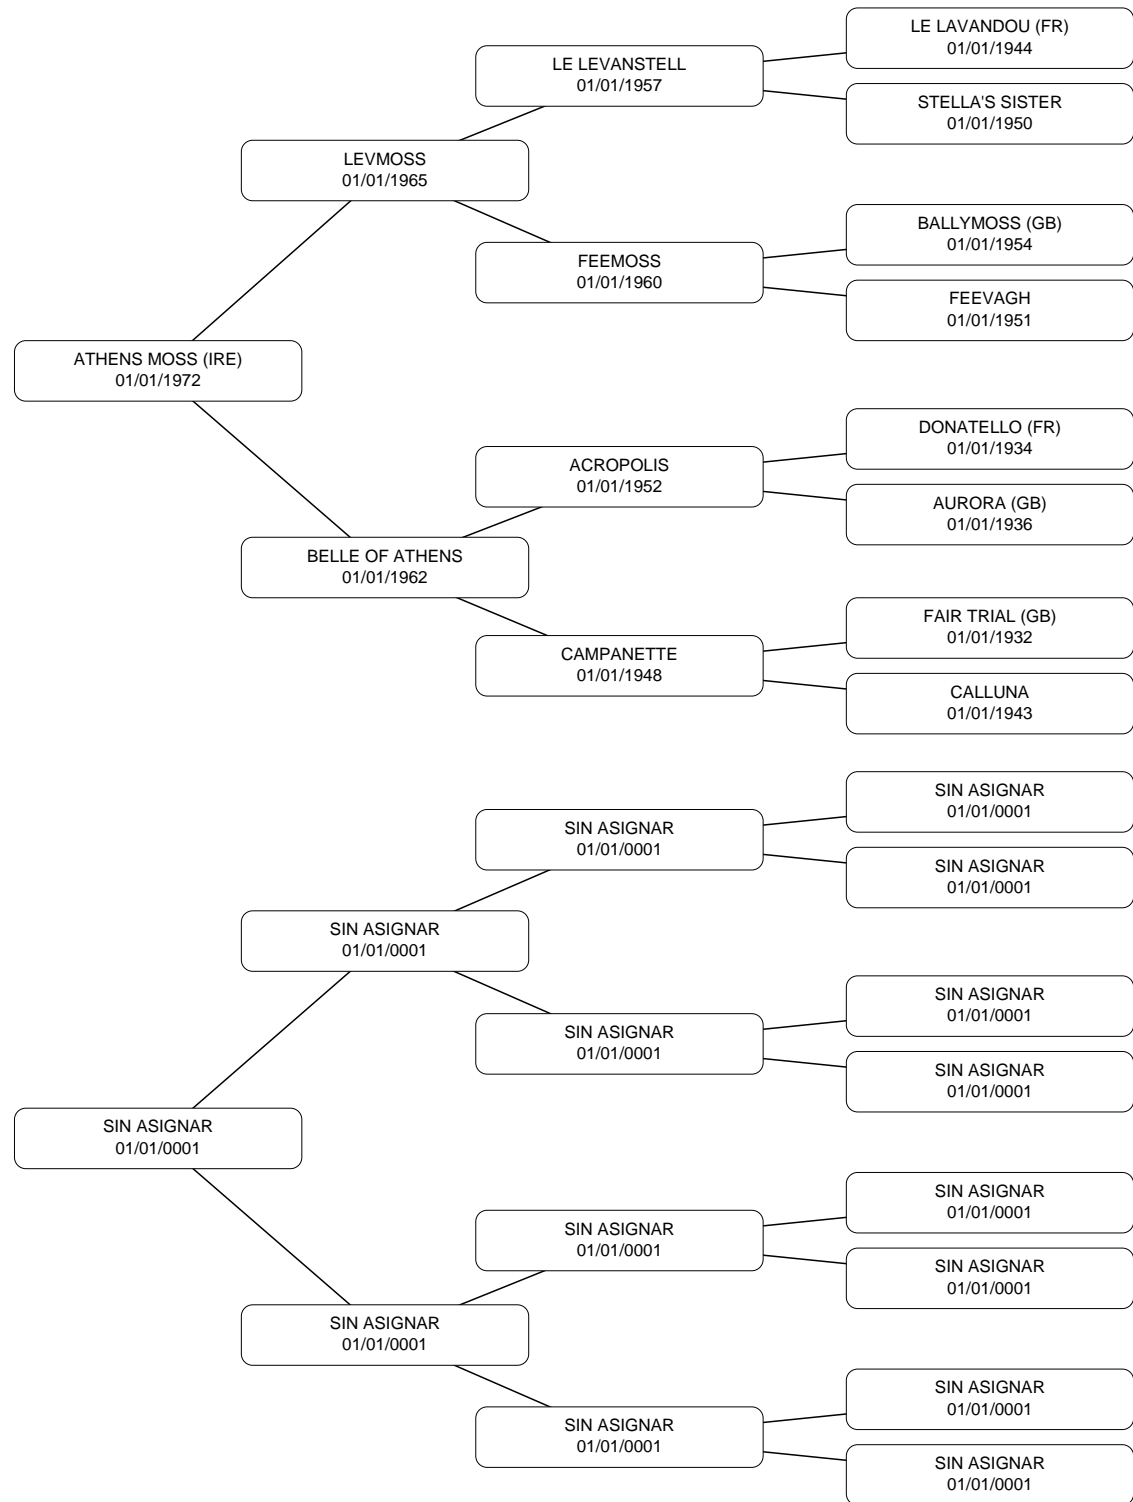 LE LAVANDOU (FR)
01/01/1944
LE LEVANSTELL
01/01/1957
STELLA'S SISTER
01/01/1950
LEVMOSS
01/01/1965
BALLYMOSS (GB)
01/01/1954
FEEMOSS
01/01/1960
FEEVAGH
01/01/1951
ATHENS MOSS (IRE)
01/01/1972
DONATELLO (FR)
01/01/1934
ACROPOLIS
01/01/1952
AURORA (GB)
01/01/1936
BELLE OF ATHENS
01/01/1962
FAIR TRIAL (GB)
01/01/1932
CAMPANETTE
01/01/1948
CALLUNA
01/01/1943
SIN ASIGNAR
01/01/0001
SIN ASIGNAR
01/01/0001
SIN ASIGNAR
01/01/0001
SIN ASIGNAR
01/01/0001
SIN ASIGNAR
01/01/0001
SIN ASIGNAR
01/01/0001
SIN ASIGNAR
01/01/0001
SIN ASIGNAR
01/01/0001
SIN ASIGNAR
01/01/0001
SIN ASIGNAR
01/01/0001
SIN ASIGNAR
01/01/0001
SIN ASIGNAR
01/01/0001
SIN ASIGNAR
01/01/0001
SIN ASIGNAR
01/01/0001
SIN ASIGNAR
01/01/0001